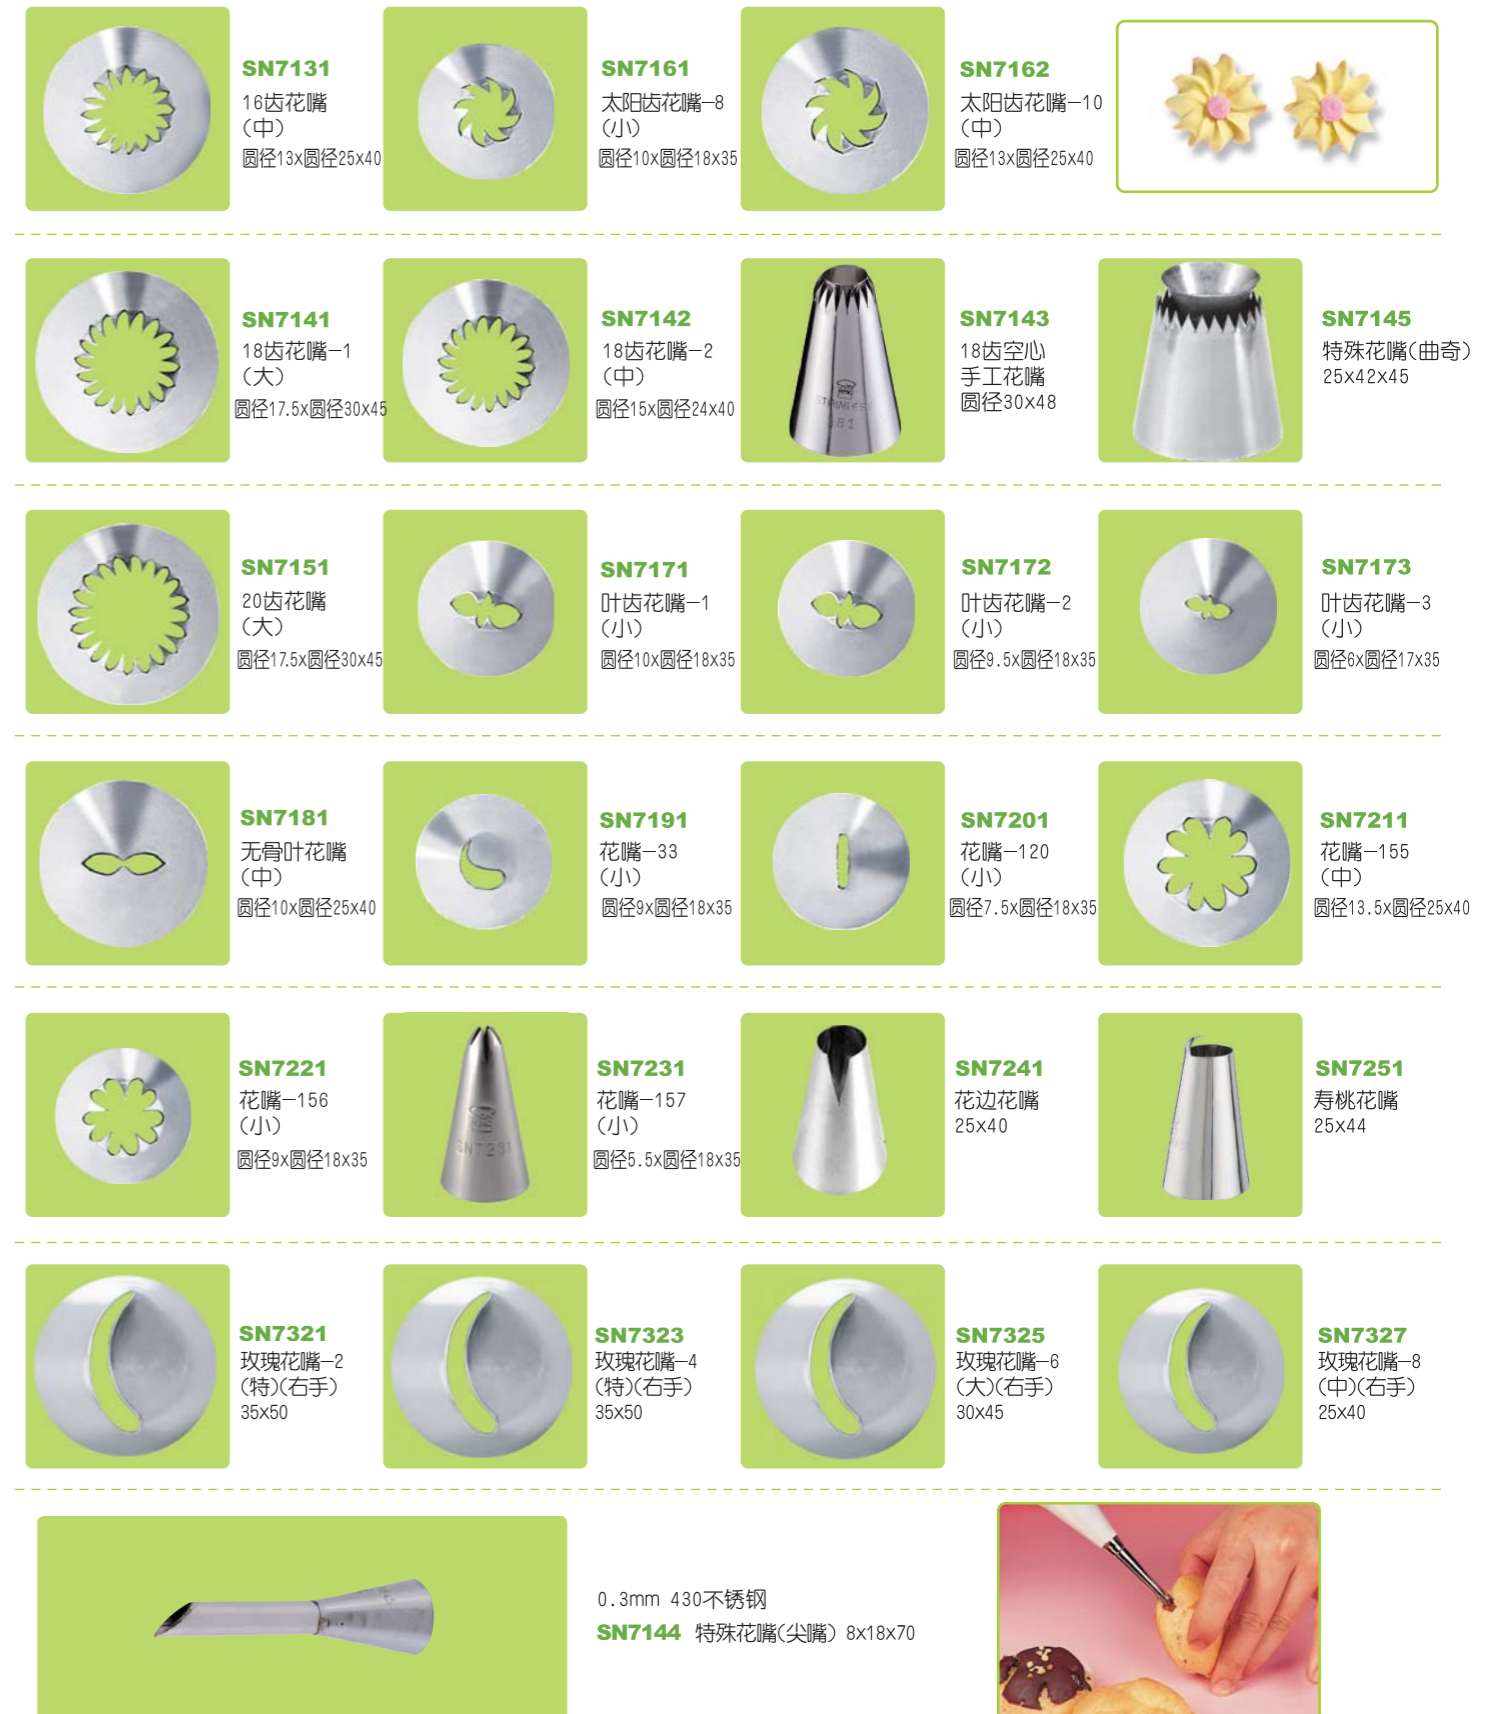 SN7131
16齿花嘴
(中)
圆径13x圆径25x40
SN7161
太阳齿花嘴-8
(小)
圆径10x圆径18x35
SN7162
太阳齿花嘴-10
(中)
圆径13x圆径25x40
SN7141
18齿花嘴-1
(大)
圆径17.5x圆径30x45
SN7142
18齿花嘴-2
(中)
圆径15x圆径24x40
SN7143
18齿空心
手工花嘴
圆径30x48
SN7145
特殊花嘴(曲奇)
25x42x45
SN7151
20齿花嘴
(大)
圆径17.5x圆径30x45
SN7171
叶齿花嘴-1
(小)
圆径10x圆径18x35
SN7172
叶齿花嘴-2
(小)
圆径9.5x圆径18x35
SN7173
叶齿花嘴-3
(小)
圆径6x圆径17x35
SN7181
无骨叶花嘴
(中)
圆径10x圆径25x40
SN7191
花嘴-33
(小)
圆径9x圆径18x35
SN7201
花嘴-120
(小)
圆径7.5x圆径18x35
SN7211
花嘴-155
(中)
圆径13.5x圆径25x40
SN7221
花嘴-156
(小)
圆径9x圆径18x35
SN7231
SN7231
花嘴-157
(小)
圆径5.5x圆径18x35
SN7241
花边花嘴
25x40
SN7251
寿桃花嘴
25x44
SN7321
玫瑰花嘴-2
(特)(右手)
35x50
SN7323
玫瑰花嘴-4
(特)(右手)
35x50
SN7325
玫瑰花嘴-6
(大)(右手)
30x45
SN7327
玫瑰花嘴-8
(中)(右手)
25x40
0.3mm 430不锈钢
SN7144 特殊花嘴(尖嘴) 8x18x70